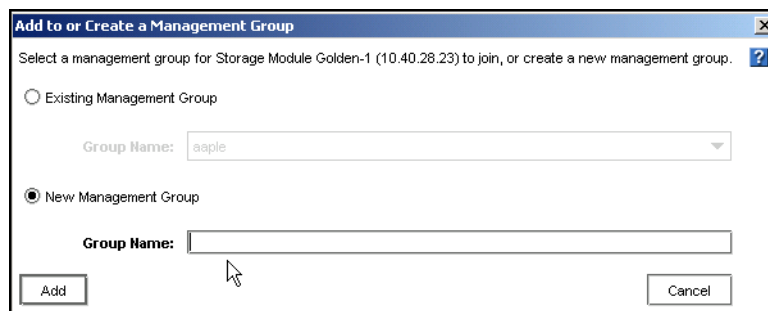 Add to or Create a Management Group
Select a management group for Storage Module Golden-1 (10.40.28.23) to join, or create a new management group.
?
Existing Management Group
Group Name: aaple
New Management Group
Group Name:
Add Cancel